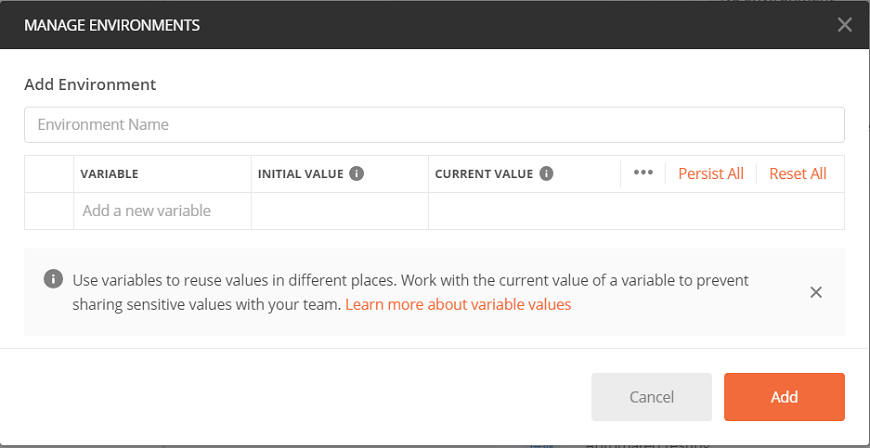 MANAGE ENVIRONMENTS
Add Environment
Environment Name
VARIABLE INITIAL VALUE CURRENT VALUE ••• Persist All Reset All
Add a new variable
Use variables to reuse values in different places. Work with the current value of a variable to prevent
sharing sensitive values with your team. Learn more about variable values
Cancel Add